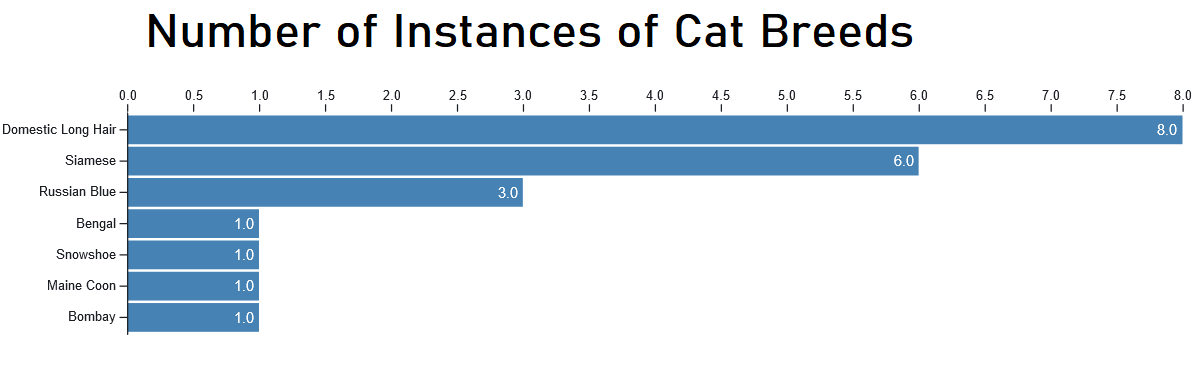 Number of Instances of Cat Breeds
0.0 0.5 1.0 1.5 2.0 2.5 3.0 3.5 4.0 4.5 5.0 5.5 6.0 6.5 7.0 7.5 8.0
Domestic Long Hair 8.0
Siamese 6.0
Russian Blue 3.0
Bengal 1.0
Snowshoe 1.0
Maine Coon 1.0
Bombay 1.0